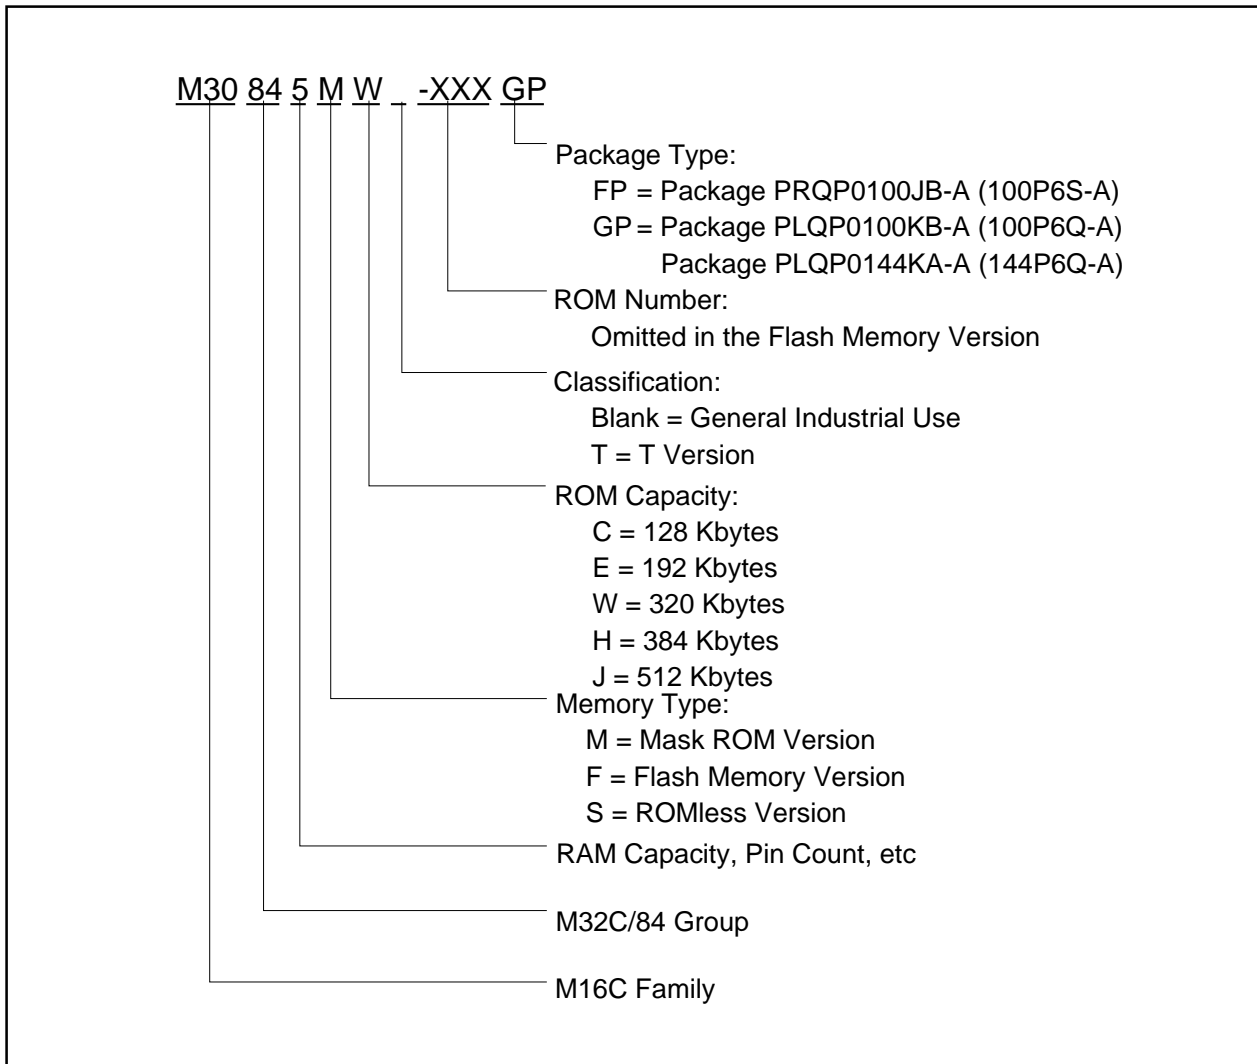 M30 84 5 M W _ -XXX GP
Package Type:
FP = Package PRQP0100JB-A (100P6S-A)
GP = Package PLQP0100KB-A (100P6Q-A)
Package PLQP0144KA-A (144P6Q-A)
ROM Number:
Omitted in the Flash Memory Version
Classification:
Blank = General Industrial Use
T = T Version
ROM Capacity:
C = 128 Kbytes
E = 192 Kbytes
W = 320 Kbytes
H = 384 Kbytes
J = 512 Kbytes
Memory Type:
M = Mask ROM Version
F = Flash Memory Version
S = ROMless Version
RAM Capacity, Pin Count, etc
M32C/84 Group
M16C Family